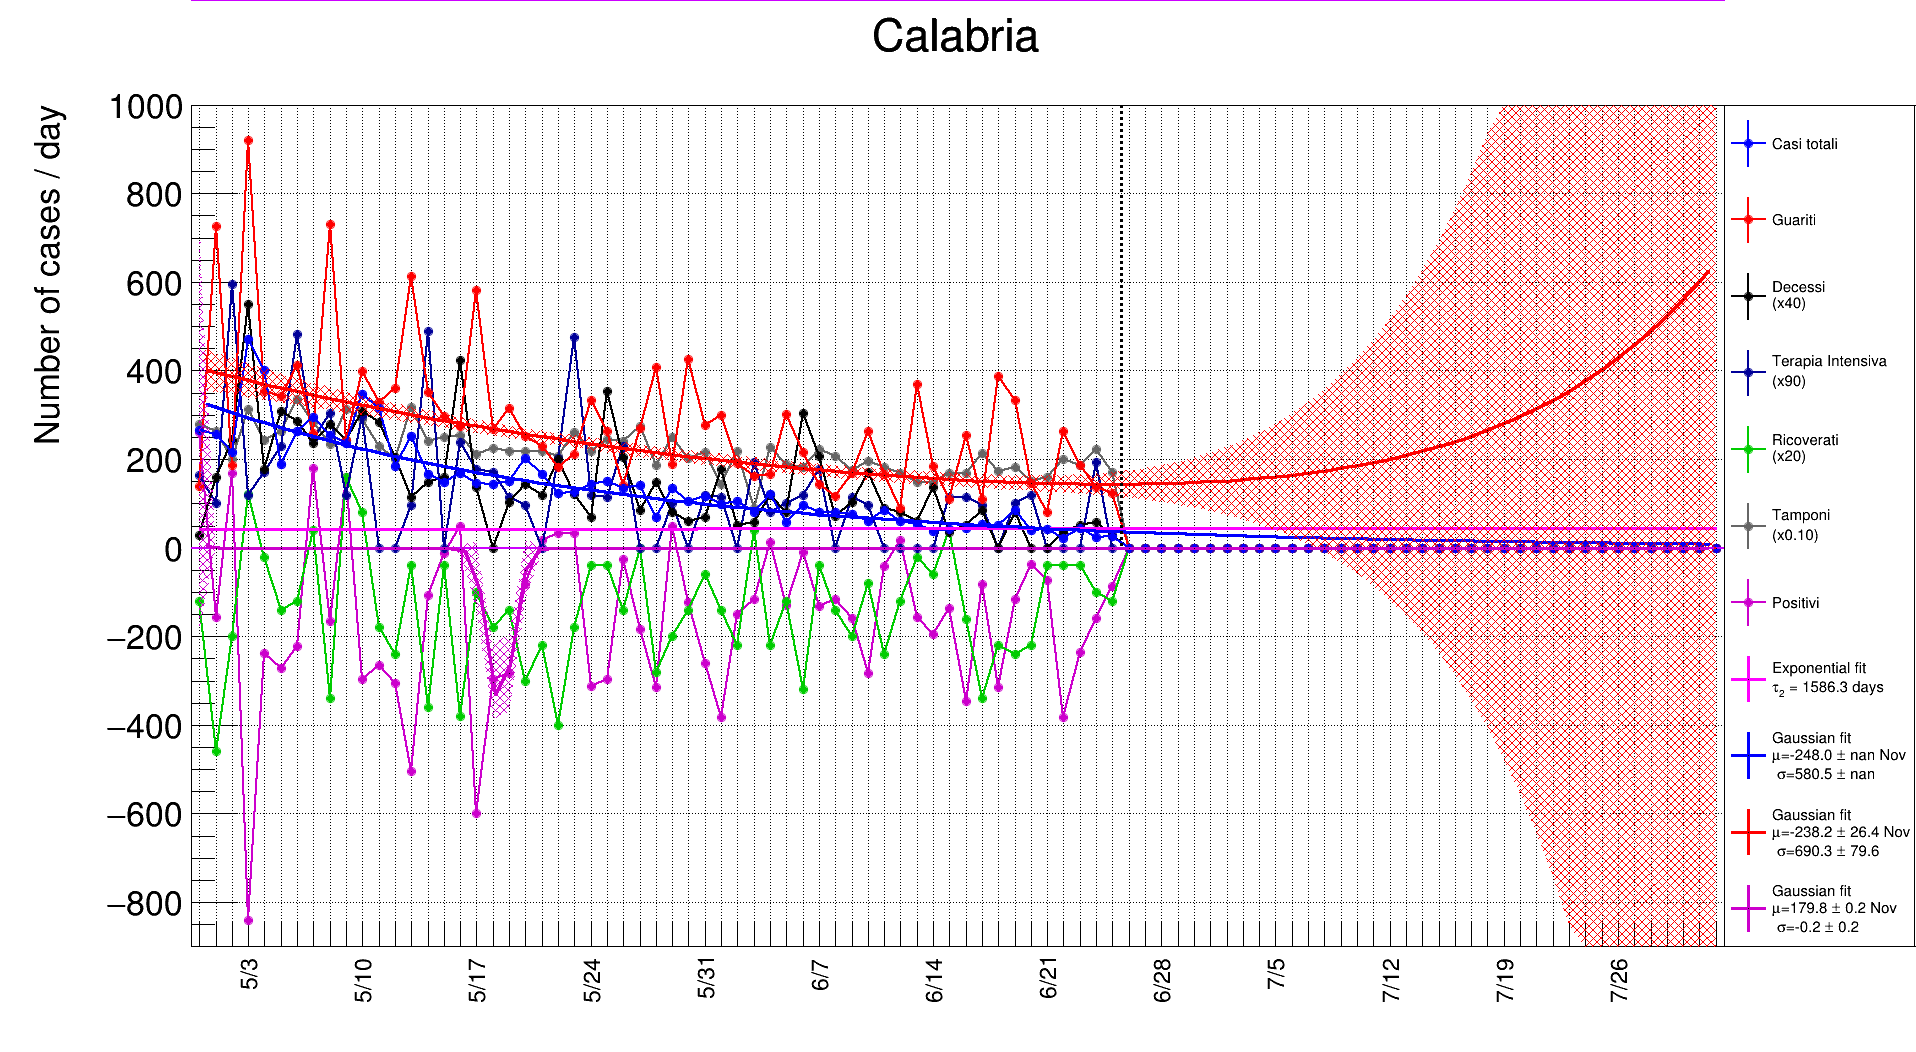 Calabria
Number of cases / day
1000
800
600
400
200
0
−200
−400
−600
−800
5/3
5/10
5/17
5/24
5/31
6/7
6/14
6/21
6/28
7/5
7/12
7/19
7/26
Casi totali
Guariti
Decessi
(x40)
Terapia Intensiva
(x90)
Ricoverati
(x20)
Tamponi
(x0.10)
Positivi
Exponential fit
τ2 = 1586.3 days
Gaussian fit
μ=-248.0 ± nan Nov
σ=580.5 ± nan
Gaussian fit
μ=-238.2 ± 26.4 Nov
σ=690.3 ± 79.6
Gaussian fit
μ=179.8 ± 0.2 Nov
σ=-0.2 ± 0.2